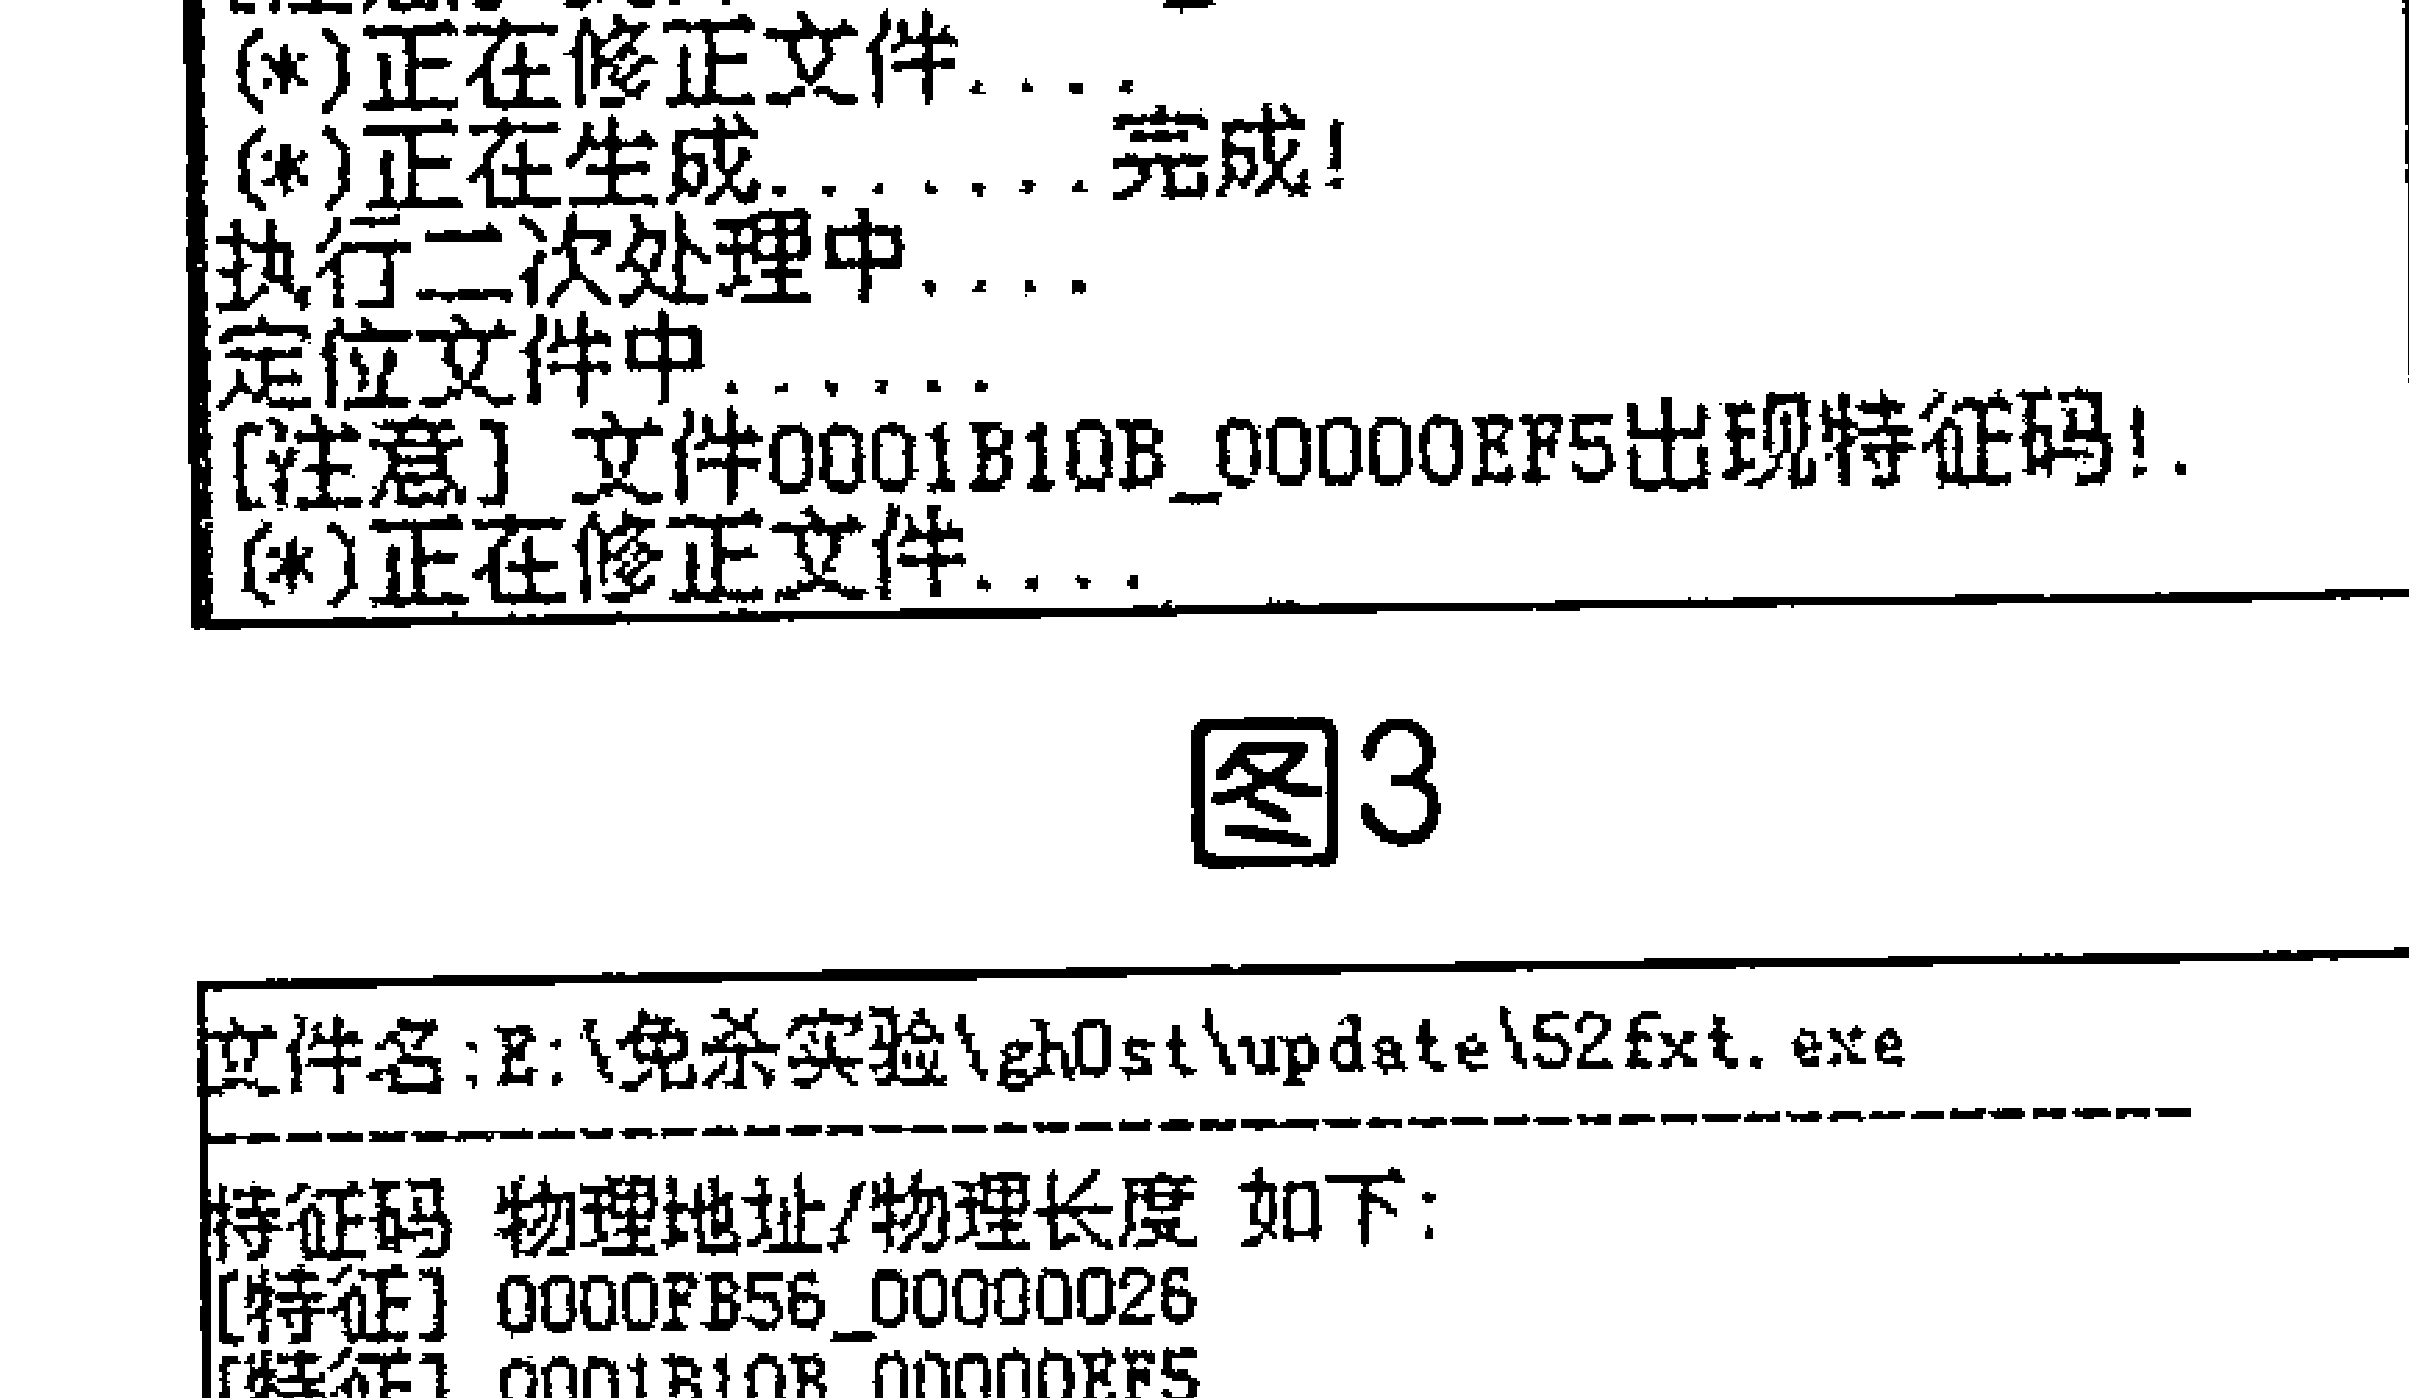 (*)正在修正文件....
(*)正在生成.......完成!
执行二次处理中....
定位文件中......
[注意] 文件0001B10B_00000EF5出现特征码!.
(*)正在修正文件....
图3
文件名:E:\免杀实验\gh0st\update\52fxt.exe
------------------------------------------------
特征码 物理地址/物理长度 如下:
[特征] 0000FB56_00000026
[特征] 0001B10B_00000EF5